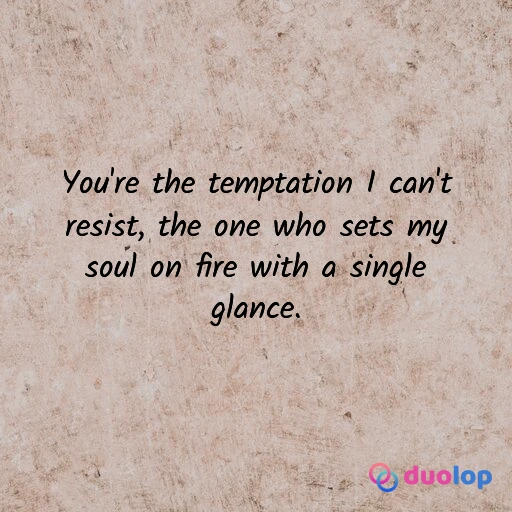 You're the temptation I can't
resist, the one who sets my
soul on fire with a single
glance.
duolop